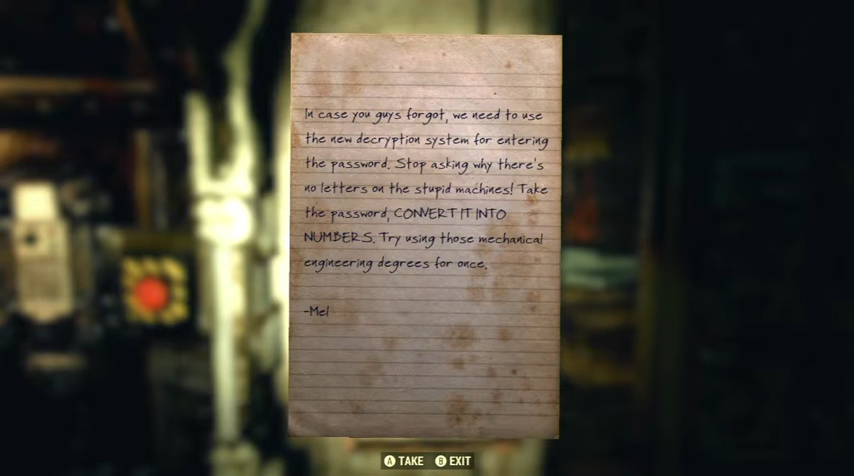 In case you guys forgot, we need to use
the new decryption system for entering
the password. Stop asking why there's
no letters on the stupid machines! Take
the password, CONVERT IT INTO
NUMBERS. Try using those mechanical
engineering degrees for once.
-Mel
A TAKE B EXIT